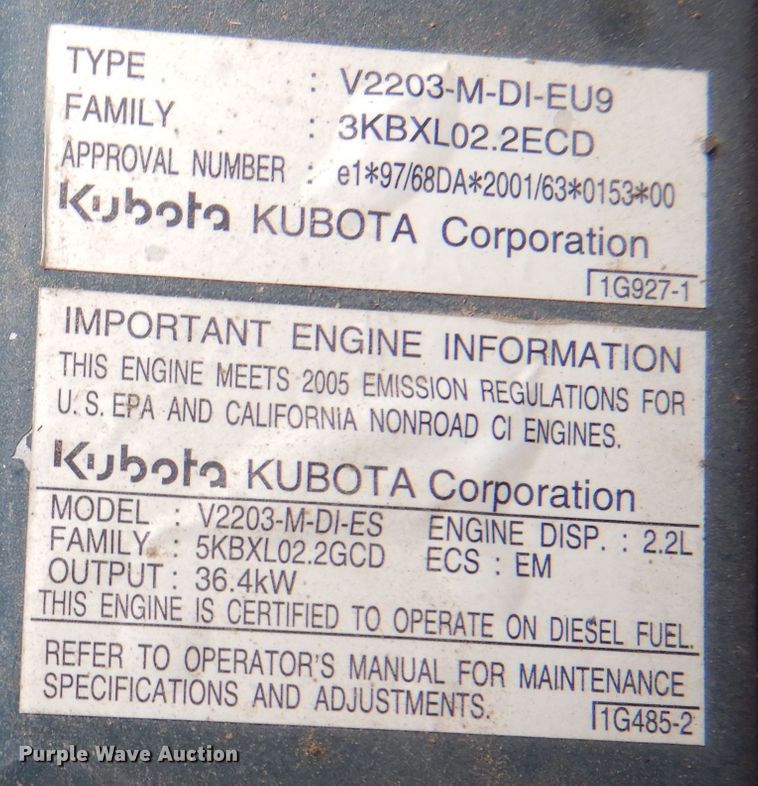 TYPE : V2203-M-DI-EU9
FAMILY : 3KBXL02.2ECD
APPROVAL NUMBER : e1*97/68DA*2001/63*0153*00
Kubota KUBOTA Corporation
1G927-1
IMPORTANT ENGINE INFORMATION
THIS ENGINE MEETS 2005 EMISSION REGULATIONS FOR
U.S. EPA AND CALIFORNIA NONROAD CI ENGINES.
Kubota KUBOTA Corporation
MODEL : V2203-M-DI-ES ENGINE DISP. : 2.2L
FAMILY : 5KBXL02.2GCD ECS : EM
OUTPUT : 36.4kW
THIS ENGINE IS CERTIFIED TO OPERATE ON DIESEL FUEL.
REFER TO OPERATOR'S MANUAL FOR MAINTENANCE
SPECIFICATIONS AND ADJUSTMENTS.
1G485-2
Purple Wave Auction